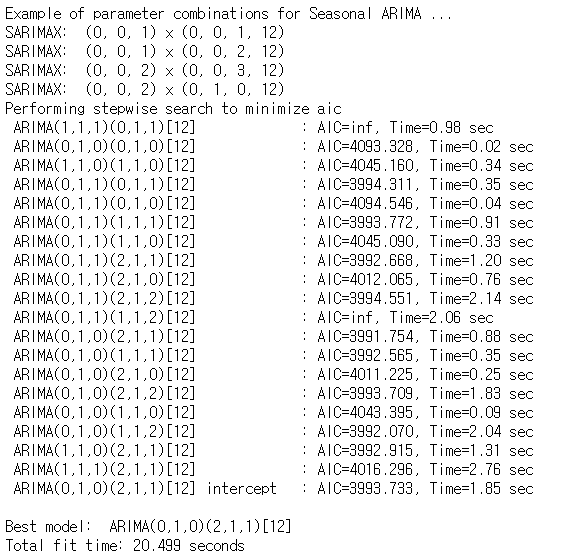 Example of parameter combinations for Seasonal ARIMA ...
SARIMAX: (0, 0, 1) x (0, 0, 1, 12)
SARIMAX: (0, 0, 1) x (0, 0, 2, 12)
SARIMAX: (0, 0, 2) x (0, 0, 3, 12)
SARIMAX: (0, 0, 2) x (0, 1, 0, 12)
Performing stepwise search to minimize aic
ARIMA(1,1,1)(0,1,1)[12] : AIC=inf, Time=0.98 sec
ARIMA(0,1,0)(0,1,0)[12] : AIC=4093.328, Time=0.02 sec
ARIMA(1,1,0)(1,1,0)[12] : AIC=4045.160, Time=0.34 sec
ARIMA(0,1,1)(0,1,1)[12] : AIC=3994.311, Time=0.35 sec
ARIMA(0,1,1)(0,1,0)[12] : AIC=4094.546, Time=0.04 sec
ARIMA(0,1,1)(1,1,1)[12] : AIC=3993.772, Time=0.91 sec
ARIMA(0,1,1)(1,1,0)[12] : AIC=4045.090, Time=0.33 sec
ARIMA(0,1,1)(2,1,1)[12] : AIC=3992.668, Time=1.20 sec
ARIMA(0,1,1)(2,1,0)[12] : AIC=4012.065, Time=0.76 sec
ARIMA(0,1,1)(2,1,2)[12] : AIC=3994.551, Time=2.14 sec
ARIMA(0,1,1)(1,1,2)[12] : AIC=inf, Time=2.06 sec
ARIMA(0,1,0)(2,1,1)[12] : AIC=3991.754, Time=0.88 sec
ARIMA(0,1,0)(1,1,1)[12] : AIC=3992.565, Time=0.35 sec
ARIMA(0,1,0)(2,1,0)[12] : AIC=4011.225, Time=0.25 sec
ARIMA(0,1,0)(2,1,2)[12] : AIC=3993.709, Time=1.83 sec
ARIMA(0,1,0)(1,1,0)[12] : AIC=4043.395, Time=0.09 sec
ARIMA(0,1,0)(1,1,2)[12] : AIC=3992.070, Time=2.04 sec
ARIMA(1,1,0)(2,1,1)[12] : AIC=3992.915, Time=1.31 sec
ARIMA(1,1,1)(2,1,1)[12] : AIC=4016.296, Time=2.76 sec
ARIMA(0,1,0)(2,1,1)[12] intercept : AIC=3993.733, Time=1.85 sec
Best model: ARIMA(0,1,0)(2,1,1)[12]
Total fit time: 20.499 seconds